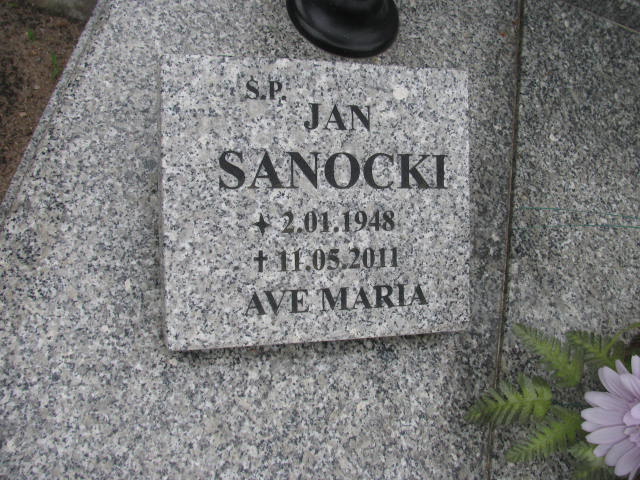 Ś.P.
JAN
SANOCKI
✦ 2.01.1948
✝ 11.05.2011
AVE MARIA